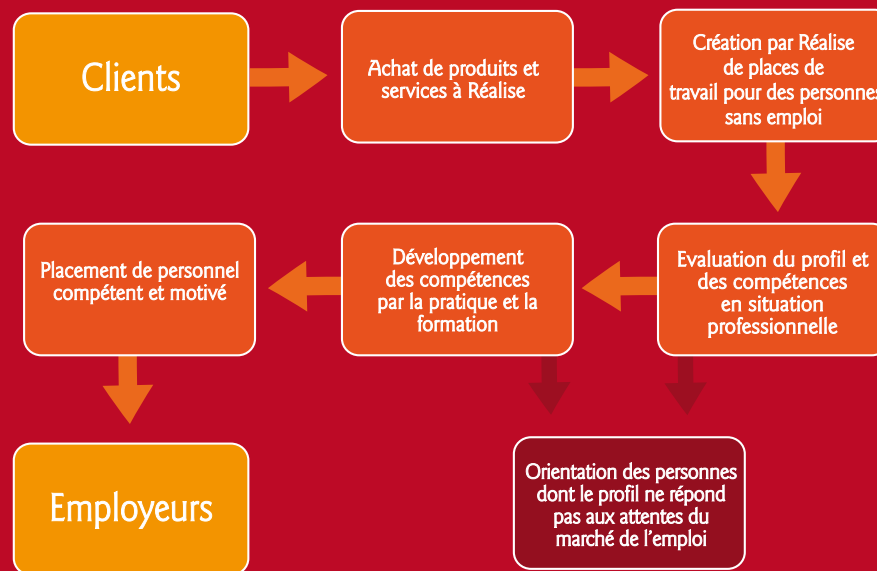 Clients
Achat de produits et
services à Réalise
Création par Réalise
de places de
travail pour des personnes
sans emploi
Placement de personnel
compétent et motivé
Développement
des compétences
par la pratique et la
formation
Evaluation du profil et
des compétences
en situation
professionnelle
Employeurs
Orientation des personnes
dont le profil ne répond
pas aux attentes du
marché de l'emploi